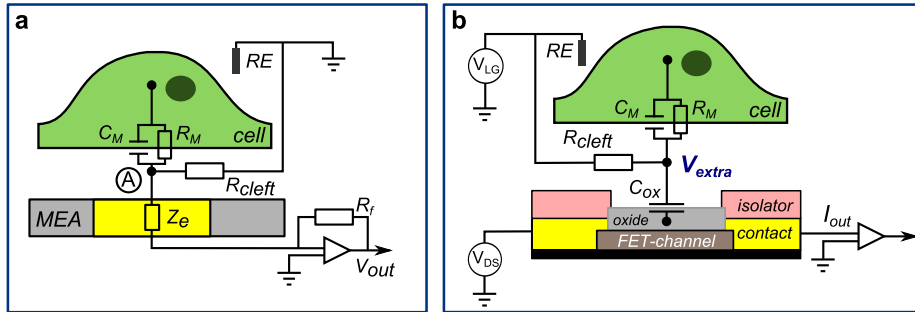 a
RE
C_M
R_M
cell
A
R_cleft
MEA
Z_e
R_f
V_out
b
V_LG
RE
C_M
R_M
cell
R_cleft
V_extra
C_ox
isolator
oxide
contact
I_out
FET-channel
V_DS